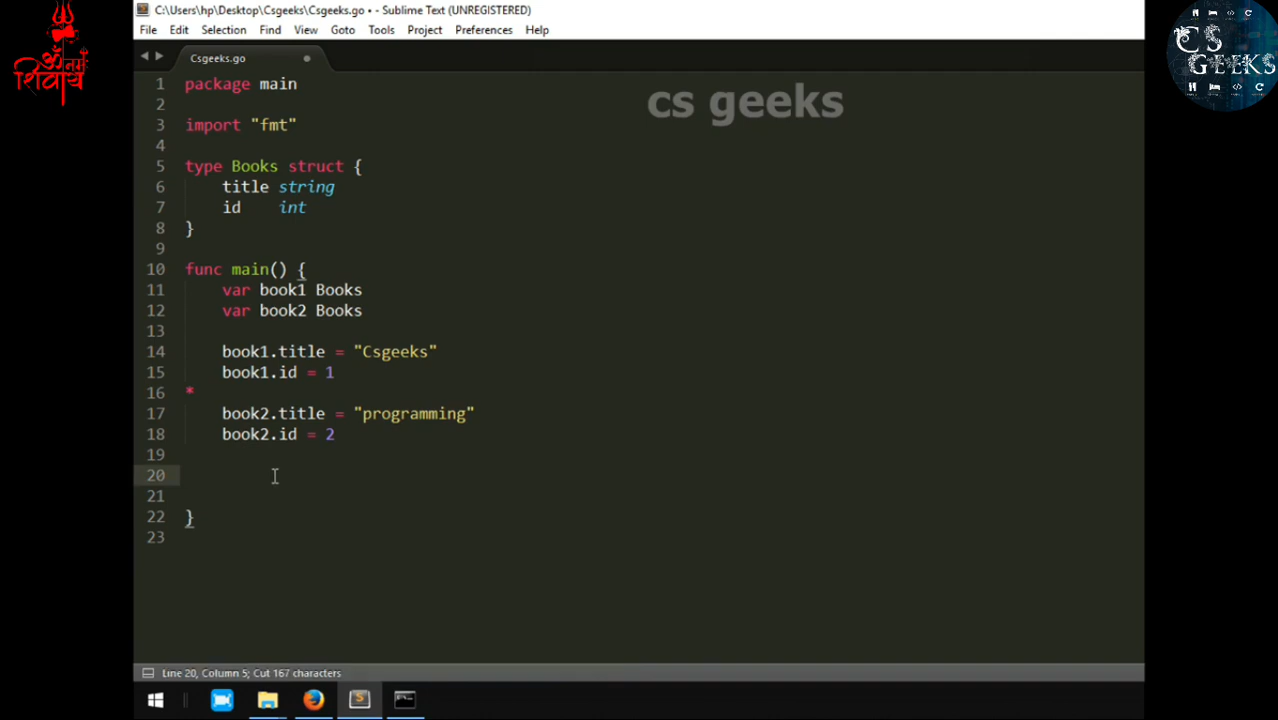 C:\Users\hp\Desktop\Csgeeks\Csgeeks.go • - Sublime Text (UNREGISTERED)
File Edit Selection Find View Goto Tools Project Preferences Help
Csgeeks.go
ॐ नमः
शिवाय
CS
GEEKS
cs geeks
1 package main
2
3 import "fmt"
4
5 type Books struct {
6 title string
7 id    int
8 }
9
10 func main() {
11 var book1 Books
12 var book2 Books
13
14 book1.title = "Csgeeks"
15 book1.id = 1
16 *
17 book2.title = "programming"
18 book2.id = 2
19
20
21
22 }
23
Line 20, Column 5; Cut 167 characters